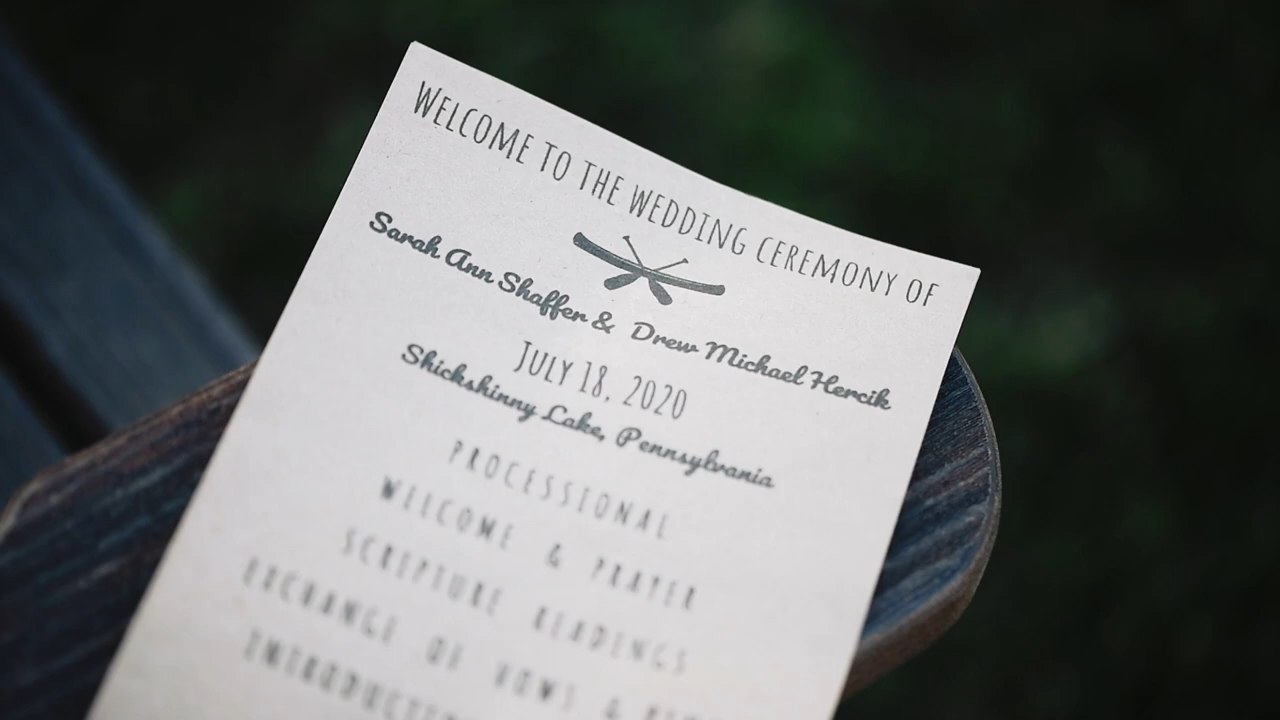 WELCOME TO THE WEDDING CEREMONY OF
Sarah Ann Shaffer & Drew Michael Hercik
JULY 18, 2020
Shickshinny Lake, Pennsylvania
PROCESSIONAL
WELCOME & PRAYER
SCRIPTURE READINGS
EXCHANGE OF VOWS &